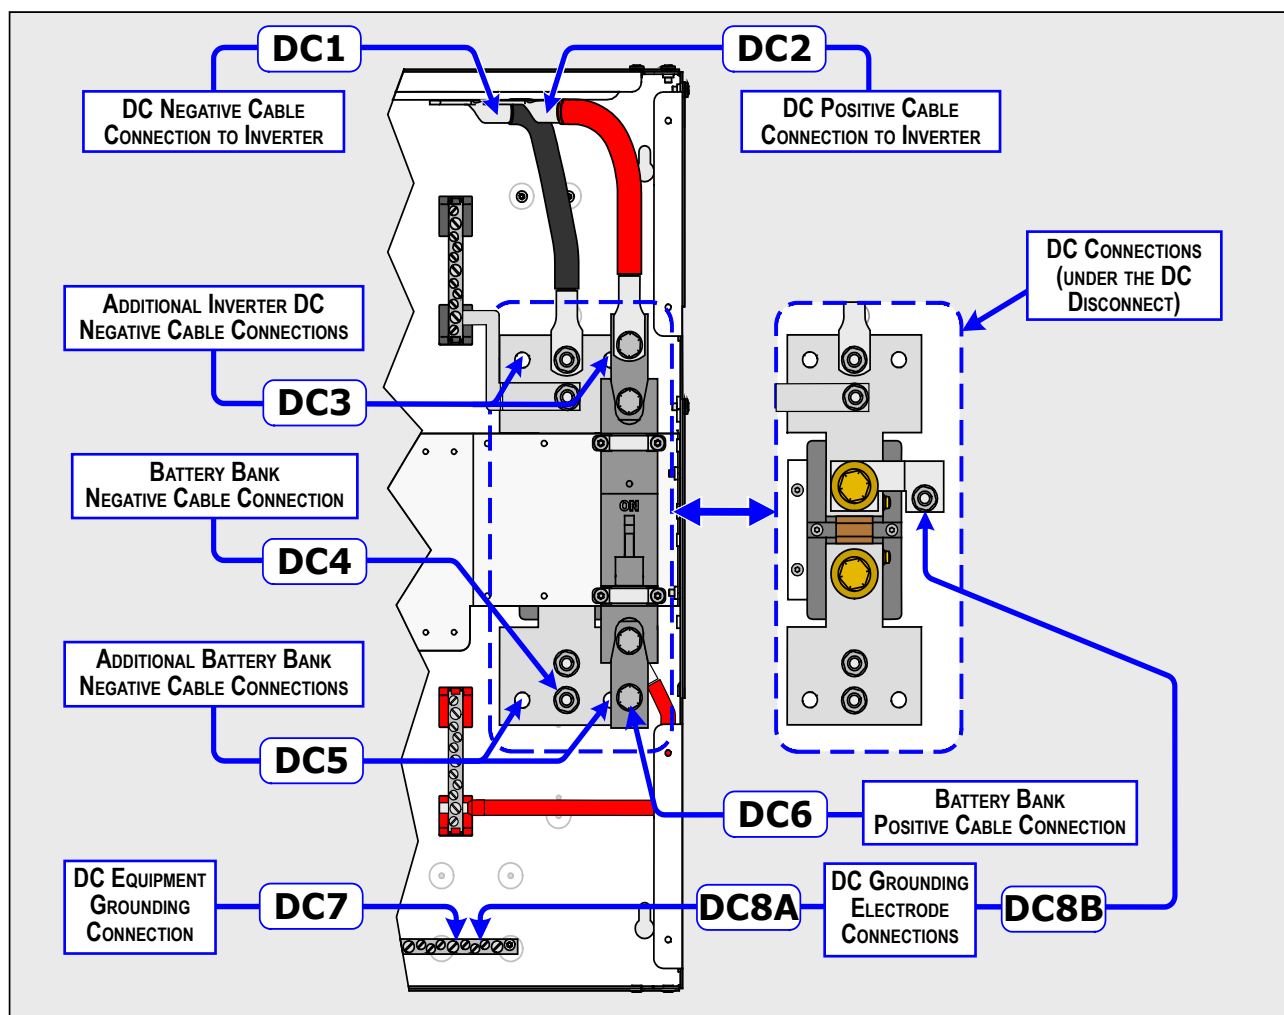 DC1
DC2
DC Negative Cable
Connection to Inverter
DC Positive Cable
Connection to Inverter
DC Connections
(under the DC
Disconnect)
Additional Inverter DC
Negative Cable Connections
DC3
Battery Bank
Negative Cable Connection
ON
DC4
Additional Battery Bank
Negative Cable Connections
DC5
DC6
Battery Bank
Positive Cable Connection
DC Equipment
Grounding
Connection
DC7
DC8A
DC Grounding
Electrode
Connections
DC8B